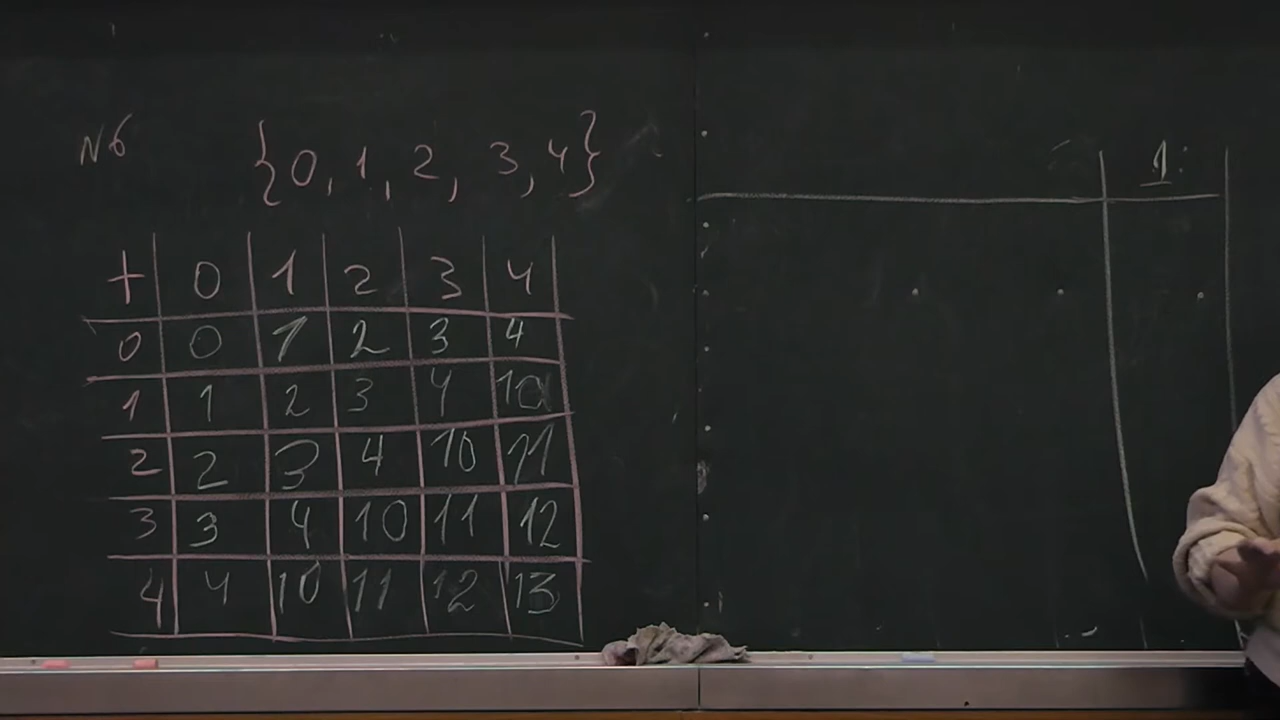 N6
{0, 1, 2, 3, 4}
+ 0 1 2 3 4
0 0 1 2 3 4
1 1 2 3 4 10
2 2 3 4 10 11
3 3 4 10 11 12
4 4 10 11 12 13
1: